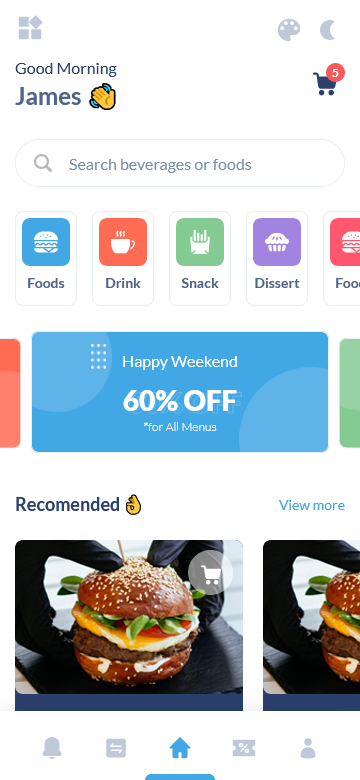 Good Morning
James
5
Search beverages or foods
Foods
Drink
Snack
Dissert
Foo
Happy Weekend
60% OFF
*for All Menus
Recomended
View more